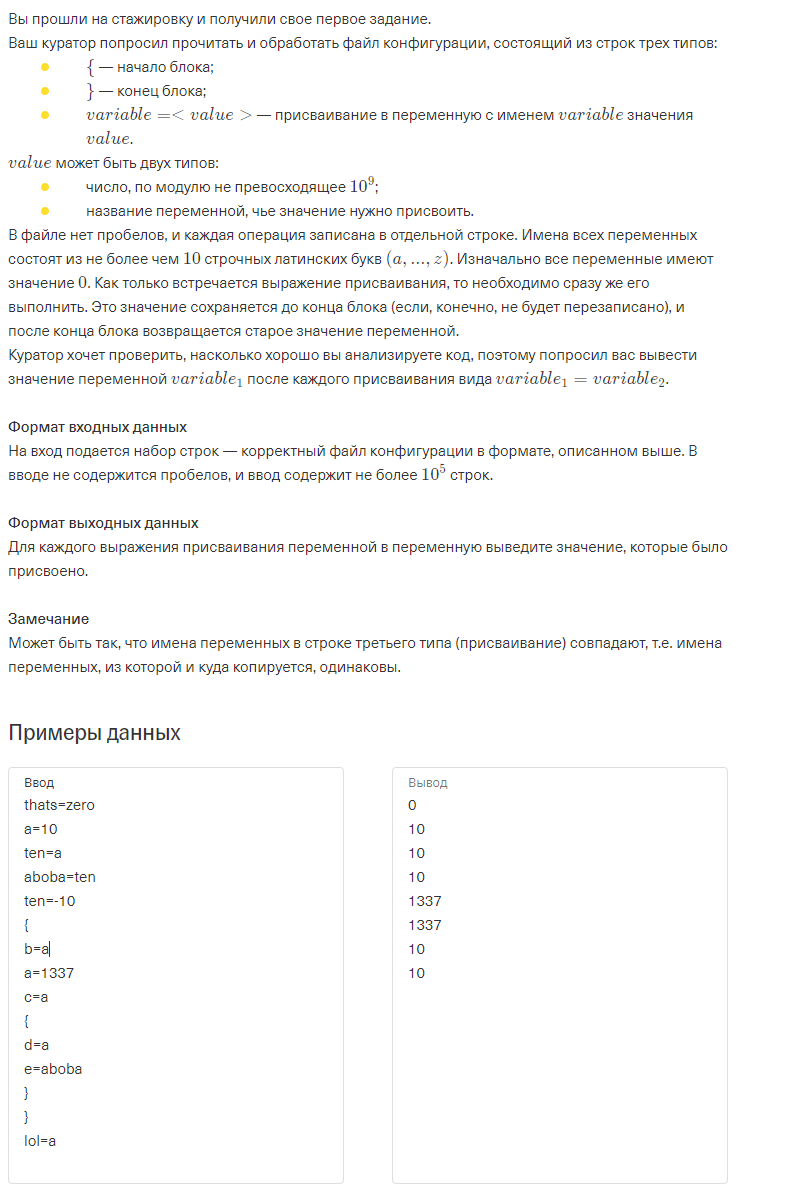 Вы прошли на стажировку и получили свое первое задание.
Ваш куратор попросил прочитать и обработать файл конфигурации, состоящий из строк трех типов:
{ — начало блока;
} — конец блока;
variable =< value > — присваивание в переменную с именем variable значения
value.
value может быть двух типов:
число, по модулю не превосходящее 10⁹;
название переменной, чье значение нужно присвоить.
В файле нет пробелов, и каждая операция записана в отдельной строке. Имена всех переменных
состоят из не более чем 10 строчных латинских букв (a, ..., z). Изначально все переменные имеют
значение 0. Как только встречается выражение присваивания, то необходимо сразу же его
выполнить. Это значение сохраняется до конца блока (если, конечно, не будет перезаписано), и
после конца блока возвращается старое значение переменной.
Куратор хочет проверить, насколько хорошо вы анализируете код, поэтому попросил вас вывести
значение переменной variable₁ после каждого присваивания вида variable₁ = variable₂.
Формат входных данных
На вход подается набор строк — корректный файл конфигурации в формате, описанном выше. В
вводе не содержится пробелов, и ввод содержит не более 10⁵ строк.
Формат выходных данных
Для каждого выражения присваивания переменной в переменную выведите значение, которые было
присвоено.
Замечание
Может быть так, что имена переменных в строке третьего типа (присваивание) совпадают, т.е. имена
переменных, из которой и куда копируется, одинаковы.
Примеры данных
Ввод
thats=zero
a=10
ten=a
aboba=ten
ten=-10
{
b=a
a=1337
c=a
{
d=a
e=aboba
}
}
lol=a
Вывод
0
10
10
10
1337
1337
10
10